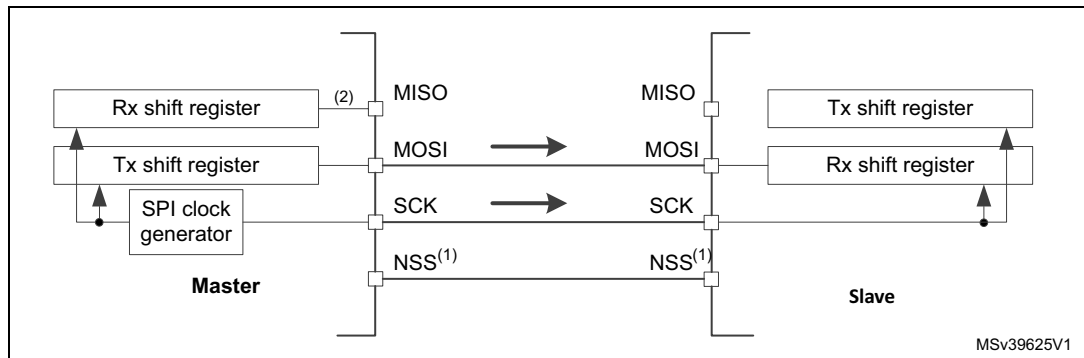 Rx shift register
(2)
MISO
MISO
Tx shift register
Tx shift register
MOSI
MOSI
Rx shift register
SPI clock
generator
SCK
SCK
NSS(1)
NSS(1)
Master
Slave
MSv39625V1